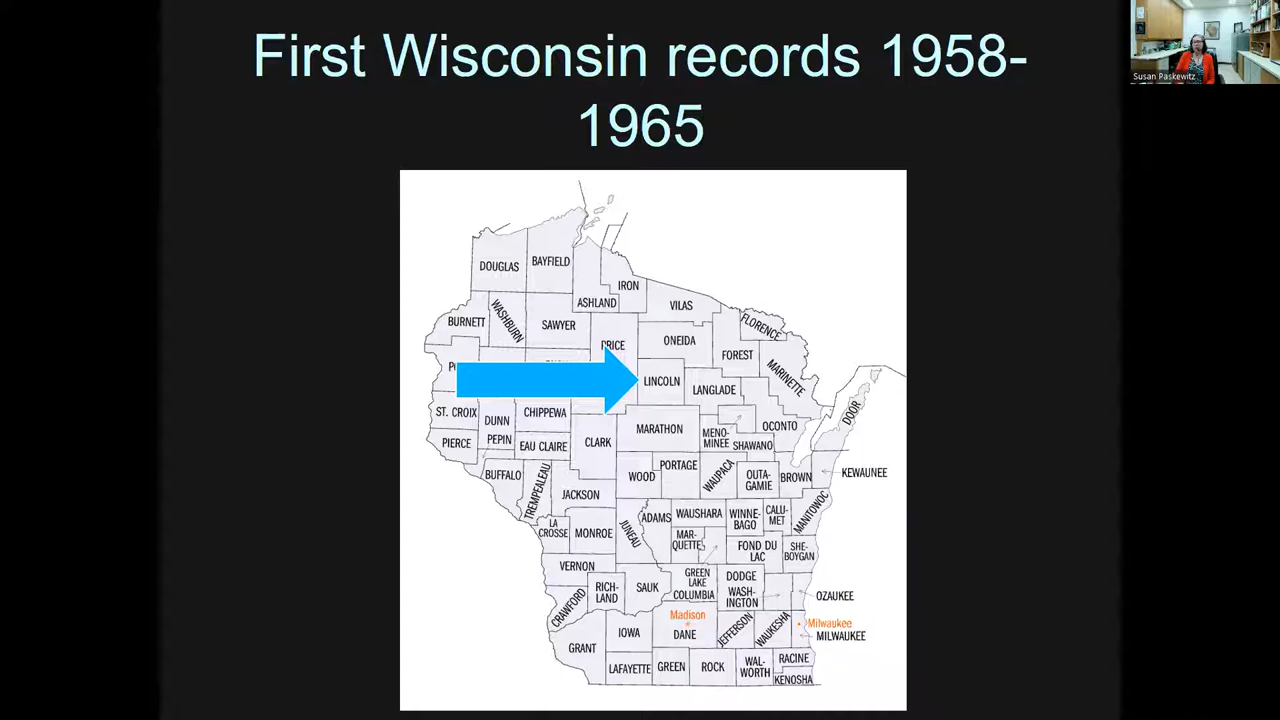 First Wisconsin records 1958-
1965
Susan Paskewitz
DOUGLAS
BAYFIELD
IRON
ASHLAND
VILAS
BURNETT
WASHBURN
SAWYER
PRICE
ONEIDA
FLORENCE
FOREST
MARINETTE
LINCOLN
LANGLADE
ST. CROIX
DUNN
CHIPPEWA
PIERCE
PEPIN
EAU CLAIRE
CLARK
MARATHON
MENO-
MINEE
SHAWANO
OCONTO
DOOR
BUFFALO
TREMPEALEAU
JACKSON
WOOD
PORTAGE
WAUPACA
OUTA-
GAMIE
BROWN
KEWAUNEE
LA
CROSSE
MONROE
JUNEAU
ADAMS
WAUSHARA
WINNE-
BAGO
CALU-
MET
MANITOWOC
MAR-
QUETTE
FOND DU
LAC
SHE-
BOYGAN
VERNON
GREEN
LAKE
CRAWFORD
RICH-
LAND
SAUK
COLUMBIA
DODGE
WASH-
INGTON
OZAUKEE
Madison
DANE
JEFFERSON
WAUKESHA
Milwaukee
MILWAUKEE
GRANT
IOWA
LAFAYETTE
GREEN
ROCK
WAL-
WORTH
RACINE
KENOSHA